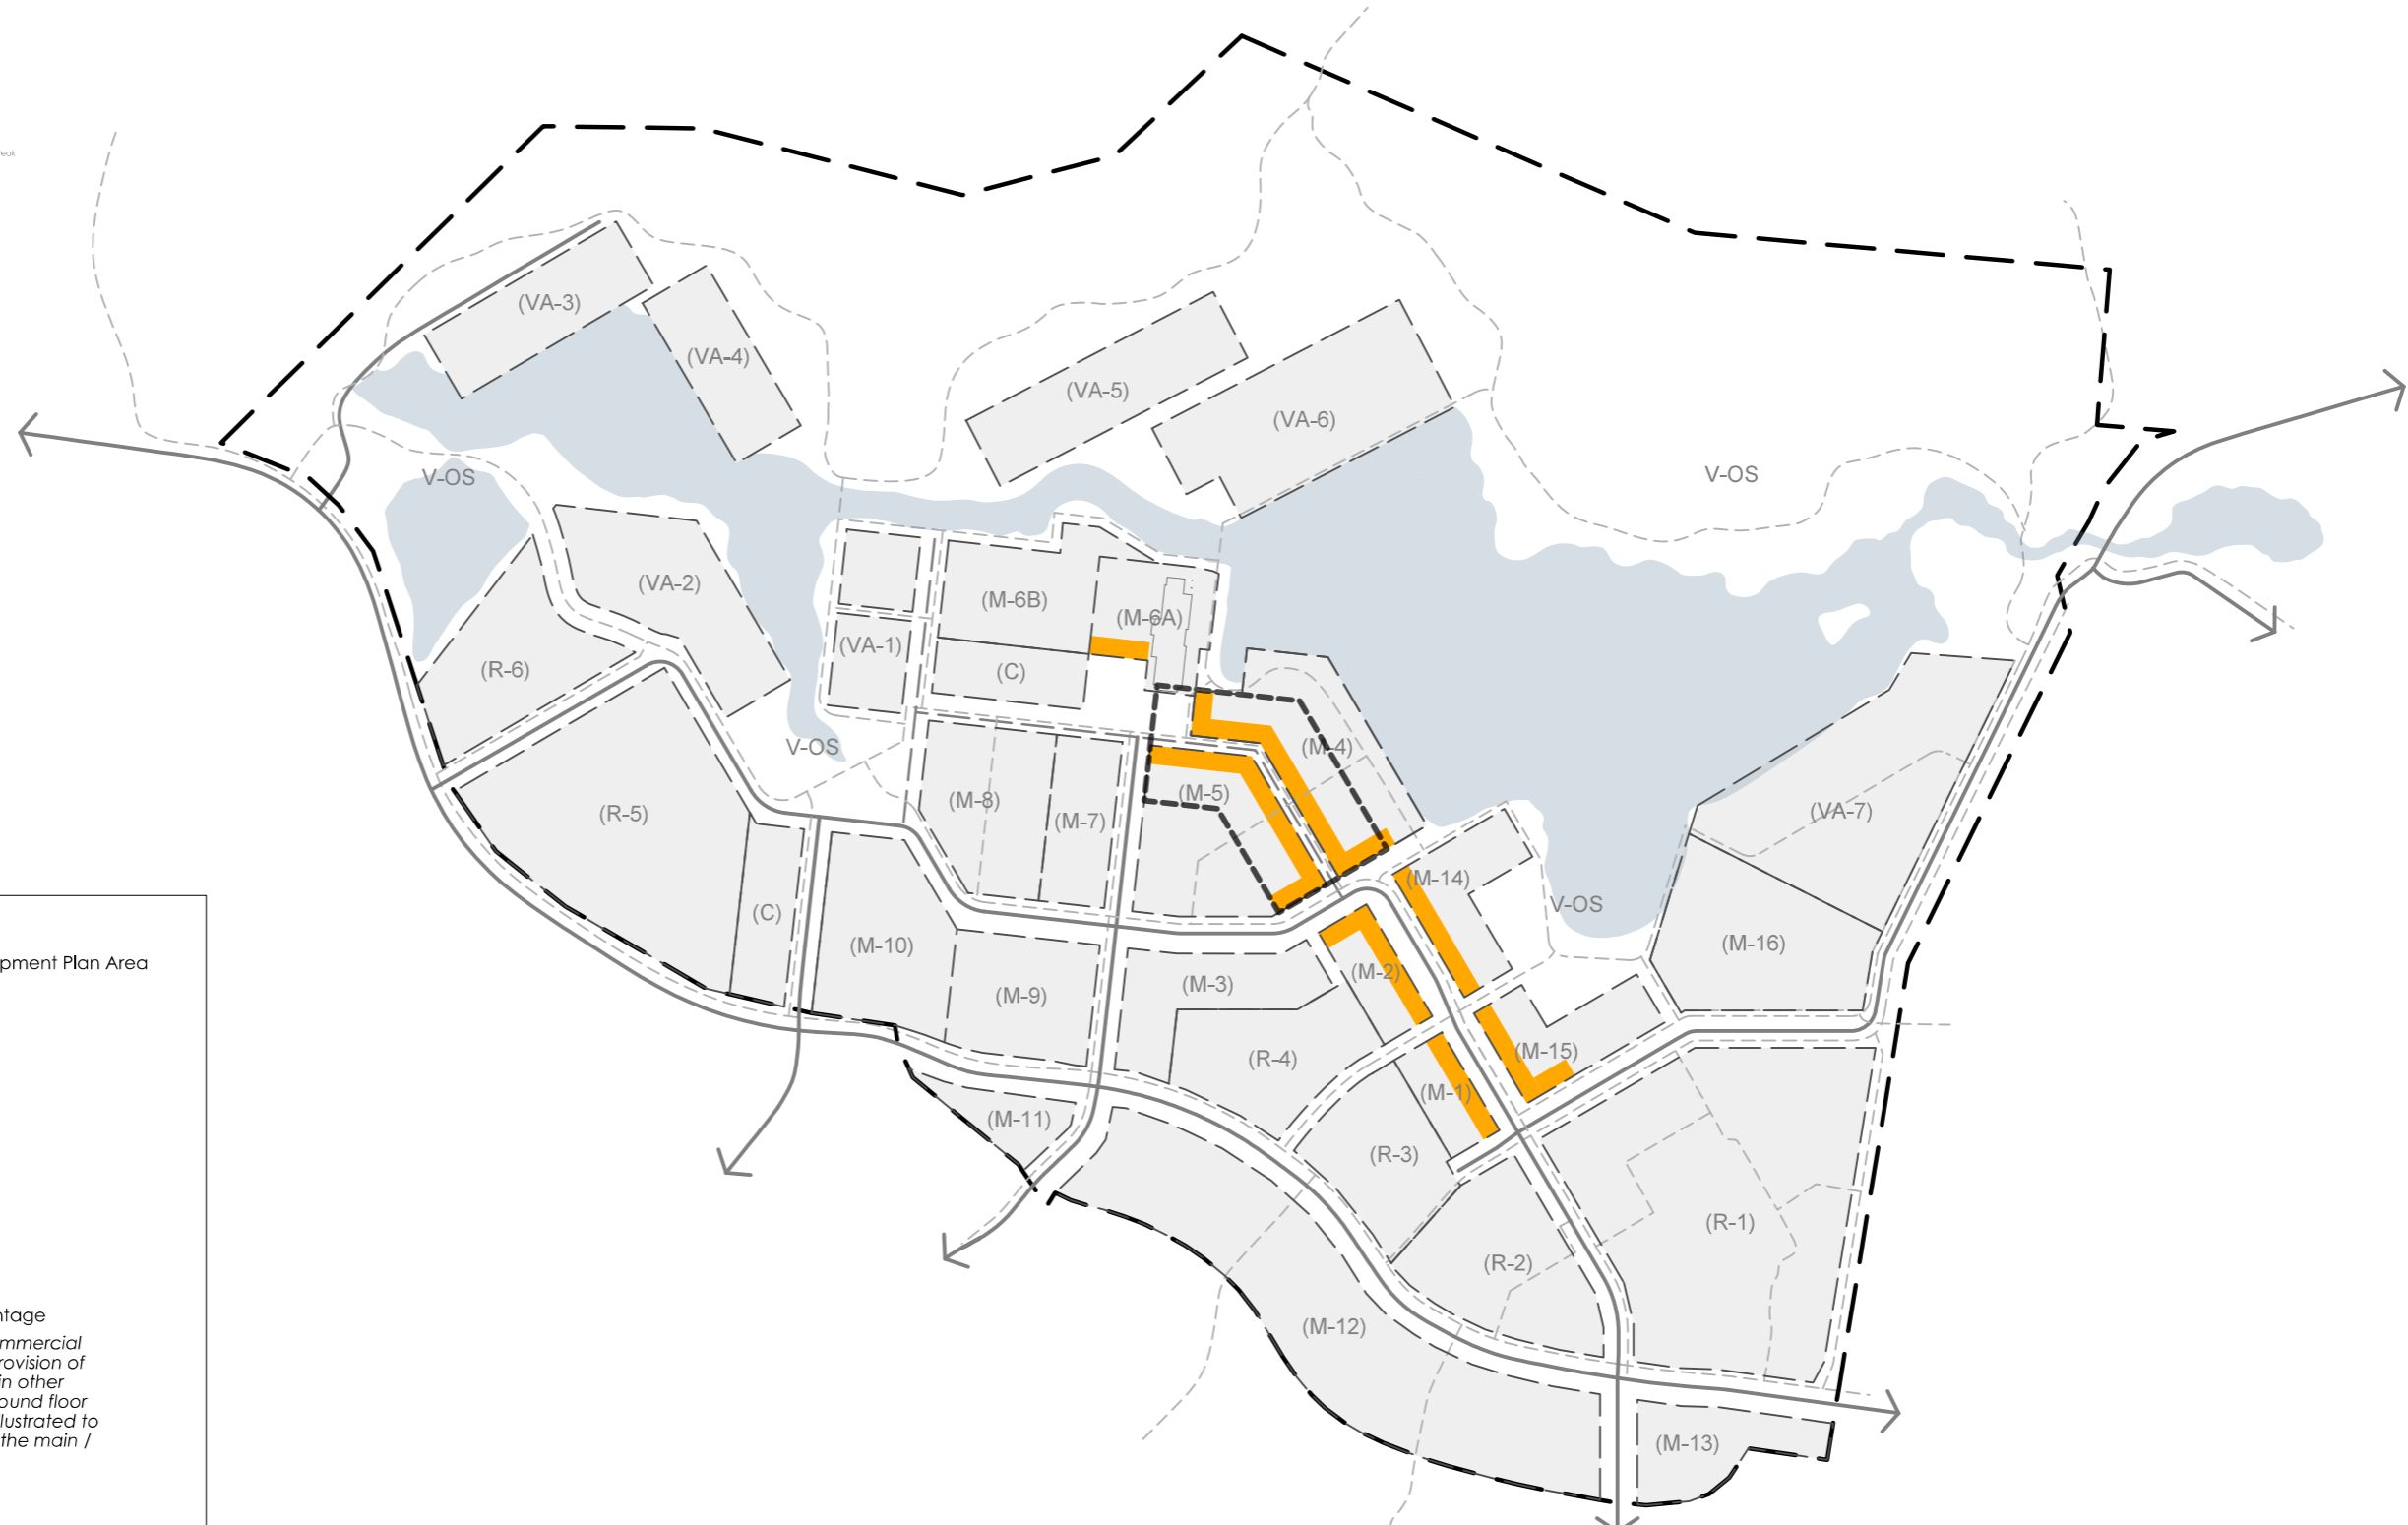 (VA-3)
(VA-4)
(VA-5)
(VA-6)
V-OS
V-OS
(VA-2)
(M-6B)
(M-6A)
(VA-1)
(C)
(R-6)
V-OS
(M-4)
(M-5)
(M-8)
(M-7)
(R-5)
(VA-7)
(M-14)
V-OS
(C)
(M-10)
(M-16)
(M-2)
(M-3)
(M-9)
(R-4)
(M-15)
(M-1)
(M-11)
(R-3)
(R-1)
(R-2)
(M-12)
(M-13)
pment Plan Area
ntage
mmercial
rovision of
in other
ound floor
lustrated to
the main /